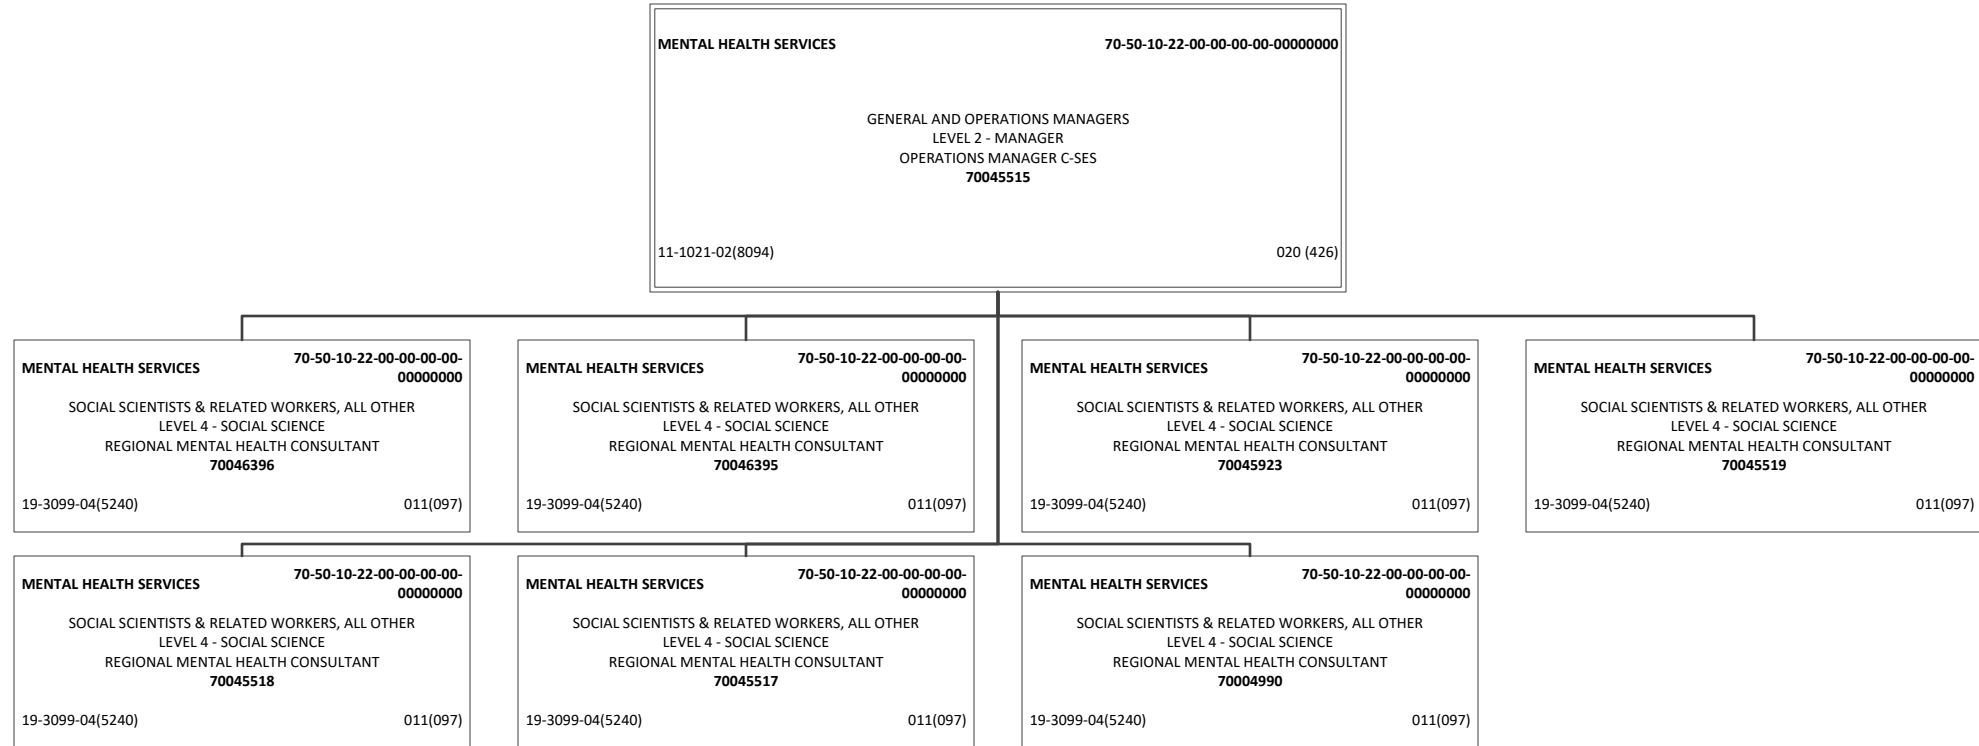 MENTAL HEALTH SERVICES 70-50-10-22-00-00-00-00-00000000
GENERAL AND OPERATIONS MANAGERS
LEVEL 2 - MANAGER
OPERATIONS MANAGER C-SES
70045515
11-1021-02(8094) 020 (426)
MENTAL HEALTH SERVICES 70-50-10-22-00-00-00-00-
00000000
SOCIAL SCIENTISTS & RELATED WORKERS, ALL OTHER
LEVEL 4 - SOCIAL SCIENCE
REGIONAL MENTAL HEALTH CONSULTANT
70046396
19-3099-04(5240) 011(097)
MENTAL HEALTH SERVICES 70-50-10-22-00-00-00-00-
00000000
SOCIAL SCIENTISTS & RELATED WORKERS, ALL OTHER
LEVEL 4 - SOCIAL SCIENCE
REGIONAL MENTAL HEALTH CONSULTANT
70046395
19-3099-04(5240) 011(097)
MENTAL HEALTH SERVICES 70-50-10-22-00-00-00-00-
00000000
SOCIAL SCIENTISTS & RELATED WORKERS, ALL OTHER
LEVEL 4 - SOCIAL SCIENCE
REGIONAL MENTAL HEALTH CONSULTANT
70045923
19-3099-04(5240) 011(097)
MENTAL HEALTH SERVICES 70-50-10-22-00-00-00-00-
00000000
SOCIAL SCIENTISTS & RELATED WORKERS, ALL OTHER
LEVEL 4 - SOCIAL SCIENCE
REGIONAL MENTAL HEALTH CONSULTANT
70045519
19-3099-04(5240) 011(097)
MENTAL HEALTH SERVICES 70-50-10-22-00-00-00-00-
00000000
SOCIAL SCIENTISTS & RELATED WORKERS, ALL OTHER
LEVEL 4 - SOCIAL SCIENCE
REGIONAL MENTAL HEALTH CONSULTANT
70045518
19-3099-04(5240) 011(097)
MENTAL HEALTH SERVICES 70-50-10-22-00-00-00-00-
00000000
SOCIAL SCIENTISTS & RELATED WORKERS, ALL OTHER
LEVEL 4 - SOCIAL SCIENCE
REGIONAL MENTAL HEALTH CONSULTANT
70045517
19-3099-04(5240) 011(097)
MENTAL HEALTH SERVICES 70-50-10-22-00-00-00-00-
00000000
SOCIAL SCIENTISTS & RELATED WORKERS, ALL OTHER
LEVEL 4 - SOCIAL SCIENCE
REGIONAL MENTAL HEALTH CONSULTANT
70004990
19-3099-04(5240) 011(097)